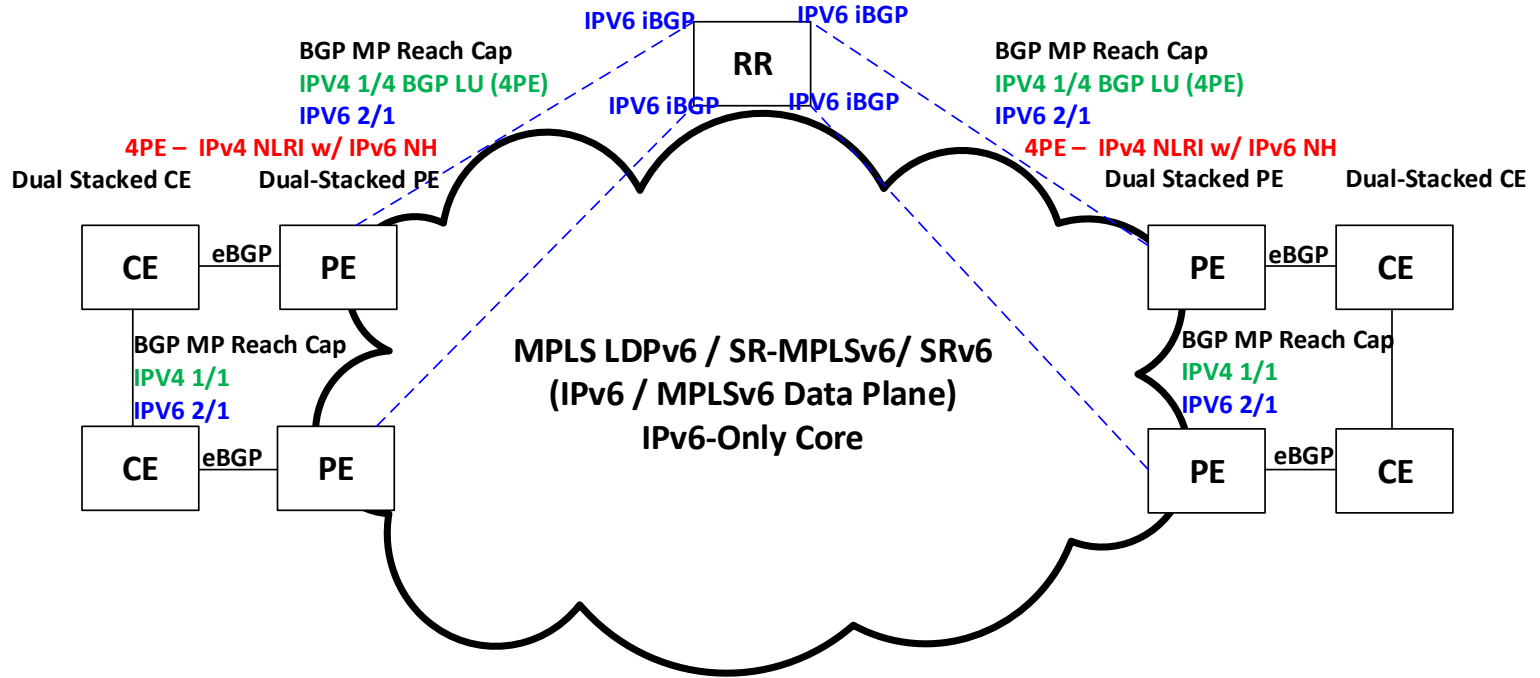 IPV6 iBGP
IPV6 iBGP
RR
IPV6 iBGP
IPV6 iBGP
BGP MP Reach Cap
IPV4 1/4 BGP LU (4PE)
IPV6 2/1
4PE – IPv4 NLRI w/ IPv6 NH
BGP MP Reach Cap
IPV4 1/4 BGP LU (4PE)
IPV6 2/1
4PE – IPv4 NLRI w/ IPv6 NH
Dual Stacked CE
Dual-Stacked PE
Dual Stacked PE
Dual-Stacked CE
CE
eBGP
PE
PE
eBGP
CE
BGP MP Reach Cap
IPV4 1/1
IPV6 2/1
MPLS LDPv6 / SR-MPLSv6/ SRv6
(IPv6 / MPLSv6 Data Plane)
IPv6-Only Core
BGP MP Reach Cap
IPV4 1/1
IPV6 2/1
CE
eBGP
PE
PE
eBGP
CE